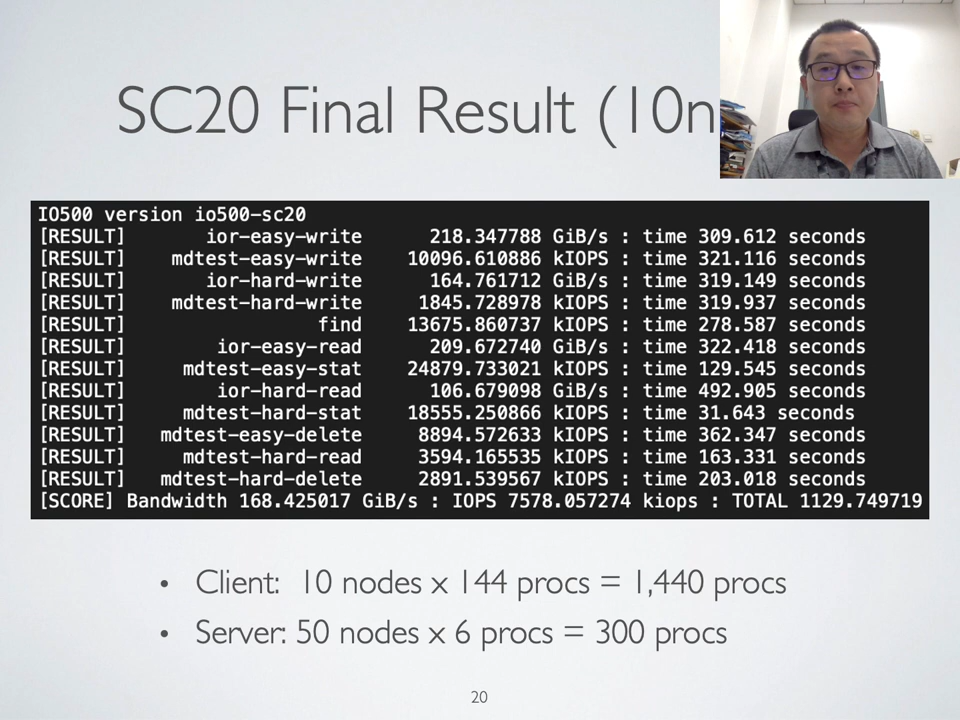 SC20 Final Result (10n
IO500 version io500-sc20
[RESULT] ior-easy-write 218.347788 GiB/s : time 309.612 seconds
[RESULT] mdtest-easy-write 10096.610886 kIOPS : time 321.116 seconds
[RESULT] ior-hard-write 164.761712 GiB/s : time 319.149 seconds
[RESULT] mdtest-hard-write 1845.728978 kIOPS : time 319.937 seconds
[RESULT] find 13675.860737 kIOPS : time 278.587 seconds
[RESULT] ior-easy-read 209.672740 GiB/s : time 322.418 seconds
[RESULT] mdtest-easy-stat 24879.733021 kIOPS : time 129.545 seconds
[RESULT] ior-hard-read 106.679098 GiB/s : time 492.905 seconds
[RESULT] mdtest-hard-stat 18555.250866 kIOPS : time 31.643 seconds
[RESULT] mdtest-easy-delete 8894.572633 kIOPS : time 362.347 seconds
[RESULT] mdtest-hard-read 3594.165535 kIOPS : time 163.331 seconds
[RESULT] mdtest-hard-delete 2891.539567 kIOPS : time 203.018 seconds
[SCORE] Bandwidth 168.425017 GiB/s : IOPS 7578.057274 kiops : TOTAL 1129.749719
• Client: 10 nodes x 144 procs = 1,440 procs
• Server: 50 nodes x 6 procs = 300 procs
20